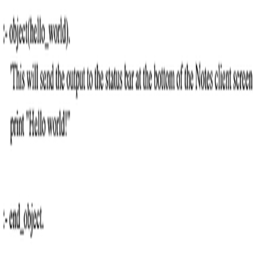 :- object(hello_world).
'This will send the output to the status bar at the bottom of the Notes client screen
print "Hello world!"
:- end_object.